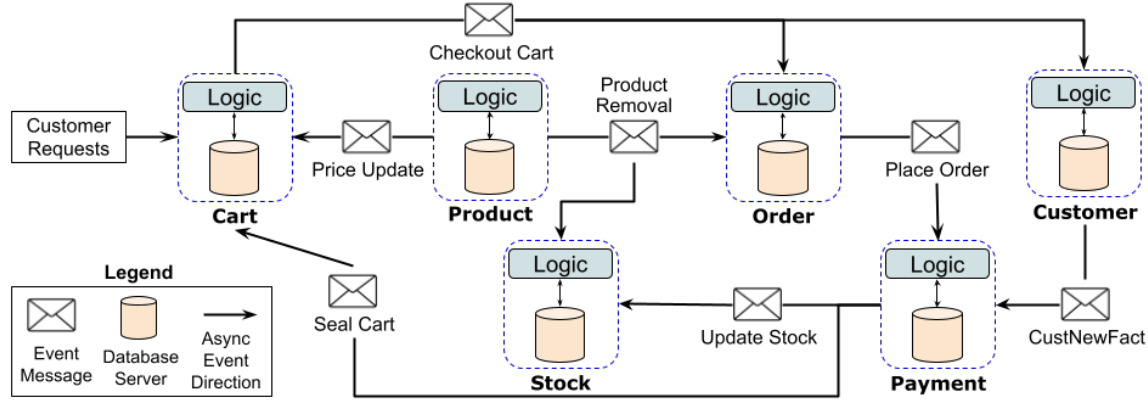 Checkout Cart
Product
Removal
Logic
Logic
Logic
Logic
Customer
Requests
Price Update
Place Order
Cart
Product
Order
Customer
Logic
Logic
Legend
Seal Cart
Update Stock
CustNewFact
Event
Message
Database
Server
Async
Event
Direction
Stock
Payment